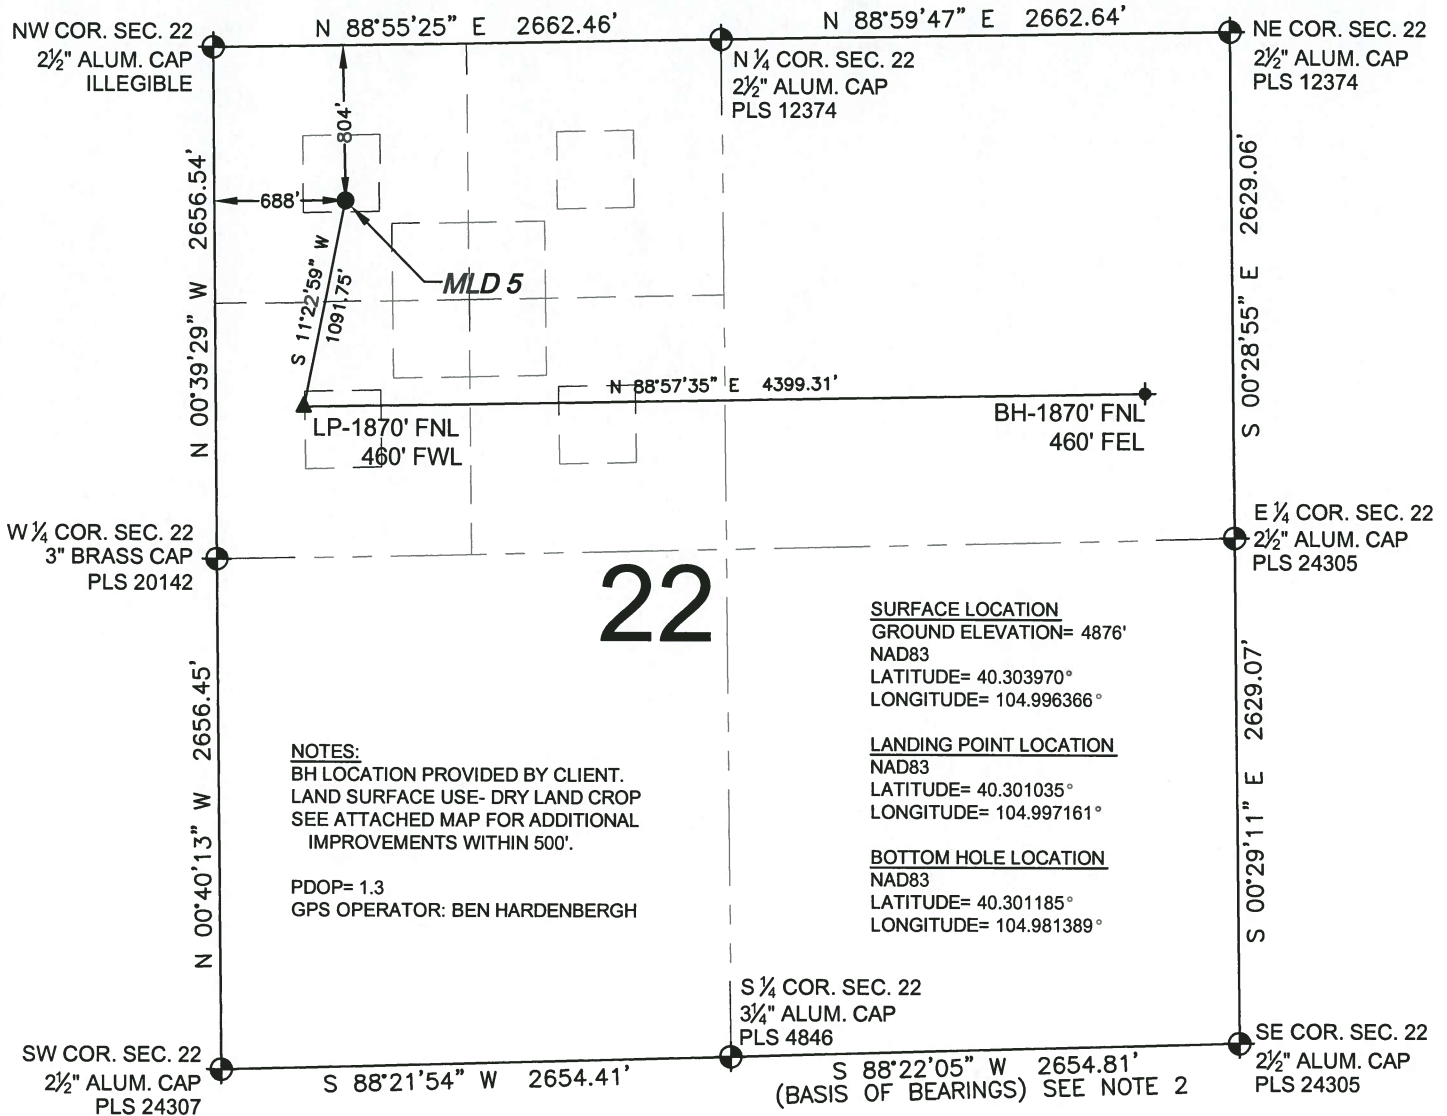 N 88°55'25" E 2662.46'
N 88°59'47" E 2662.64'
NW COR. SEC. 22
2½" ALUM. CAP
ILLEGIBLE
N ¼ COR. SEC. 22
2½" ALUM. CAP
PLS 12374
NE COR. SEC. 22
2½" ALUM. CAP
PLS 12374
804'
688'
MLD 5
S 11°22'59" W
1091.75'
N 00°39'29" W 2656.54'
S 00°28'55" E 2629.06'
N 88°57'35" E 4399.31'
LP-1870' FNL
460' FWL
BH-1870' FNL
460' FEL
W ¼ COR. SEC. 22
3" BRASS CAP
PLS 20142
E ¼ COR. SEC. 22
2½" ALUM. CAP
PLS 24305
22
SURFACE LOCATION
GROUND ELEVATION= 4876'
NAD83
LATITUDE= 40.303970°
LONGITUDE= 104.996366°
LANDING POINT LOCATION
NAD83
LATITUDE= 40.301035°
LONGITUDE= 104.997161°
BOTTOM HOLE LOCATION
NAD83
LATITUDE= 40.301185°
LONGITUDE= 104.981389°
NOTES:
BH LOCATION PROVIDED BY CLIENT.
LAND SURFACE USE- DRY LAND CROP
SEE ATTACHED MAP FOR ADDITIONAL
IMPROVEMENTS WITHIN 500'.
PDOP= 1.3
GPS OPERATOR: BEN HARDENBERGH
N 00°40'13" W 2656.45'
S 00°29'11" E 2629.07'
S ¼ COR. SEC. 22
3¼" ALUM. CAP
PLS 4846
SW COR. SEC. 22
2½" ALUM. CAP
PLS 24307
S 88°21'54" W 2654.41'
S 88°22'05" W 2654.81'
(BASIS OF BEARINGS) SEE NOTE 2
SE COR. SEC. 22
2½" ALUM. CAP
PLS 24305